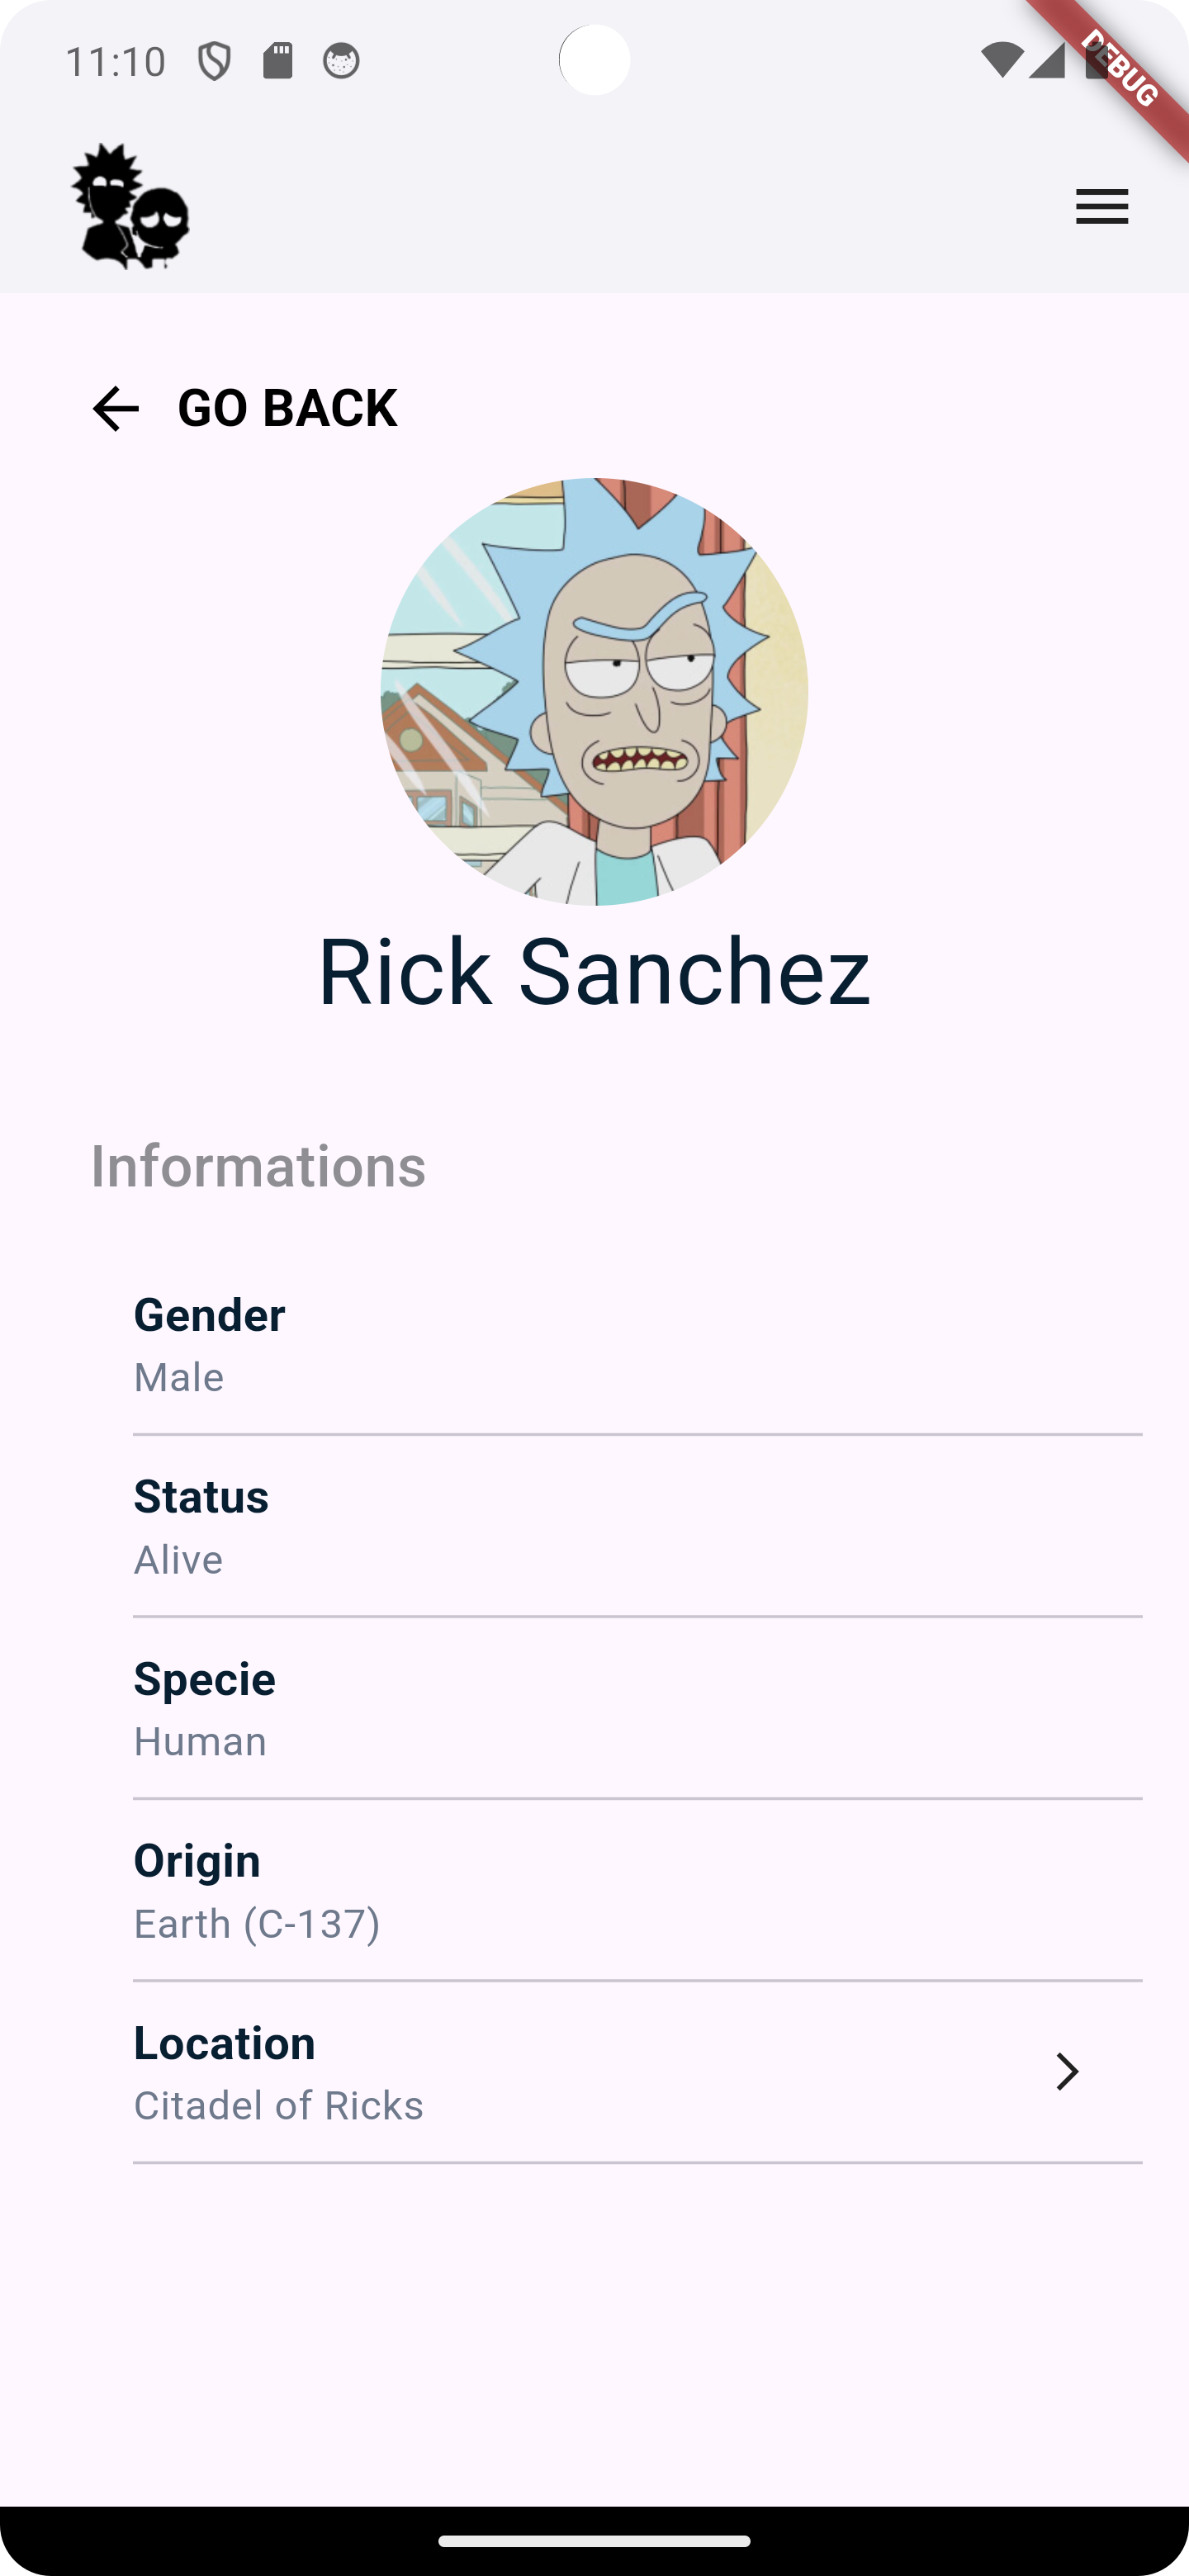 11:10
DEBUG
GO BACK
Rick Sanchez
Informations
Gender
Male
Status
Alive
Specie
Human
Origin
Earth (C-137)
Location
Citadel of Ricks